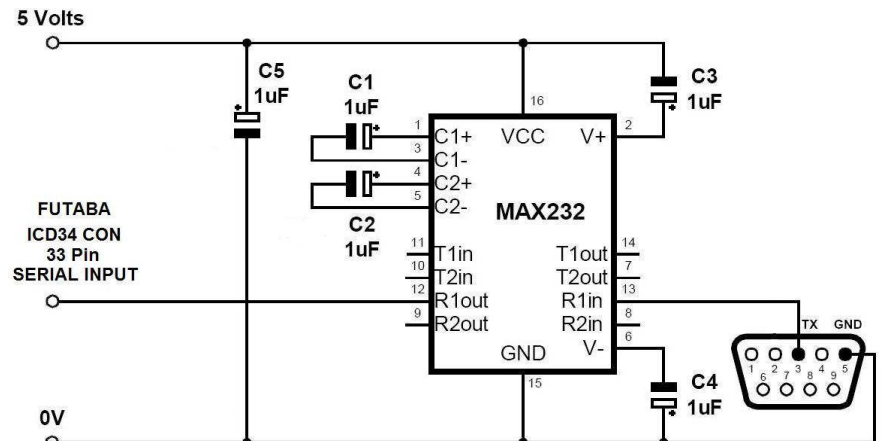 5 Volts
C5
1uF
C1
1uF
C3
1uF
16
VCC
1
C1+
3
C1-
4
C2+
5
C2-
2
V+
MAX232
C2
1uF
FUTABA
ICD34 CON
33 Pin
SERIAL INPUT
11
T1in
10
T2in
12
R1out
9
R2out
14
T1out
7
T2out
13
R1in
8
R2in
6
V-
GND
15
C4
1uF
TX GND
1 2 3 4 5
6 7 8 9
0V